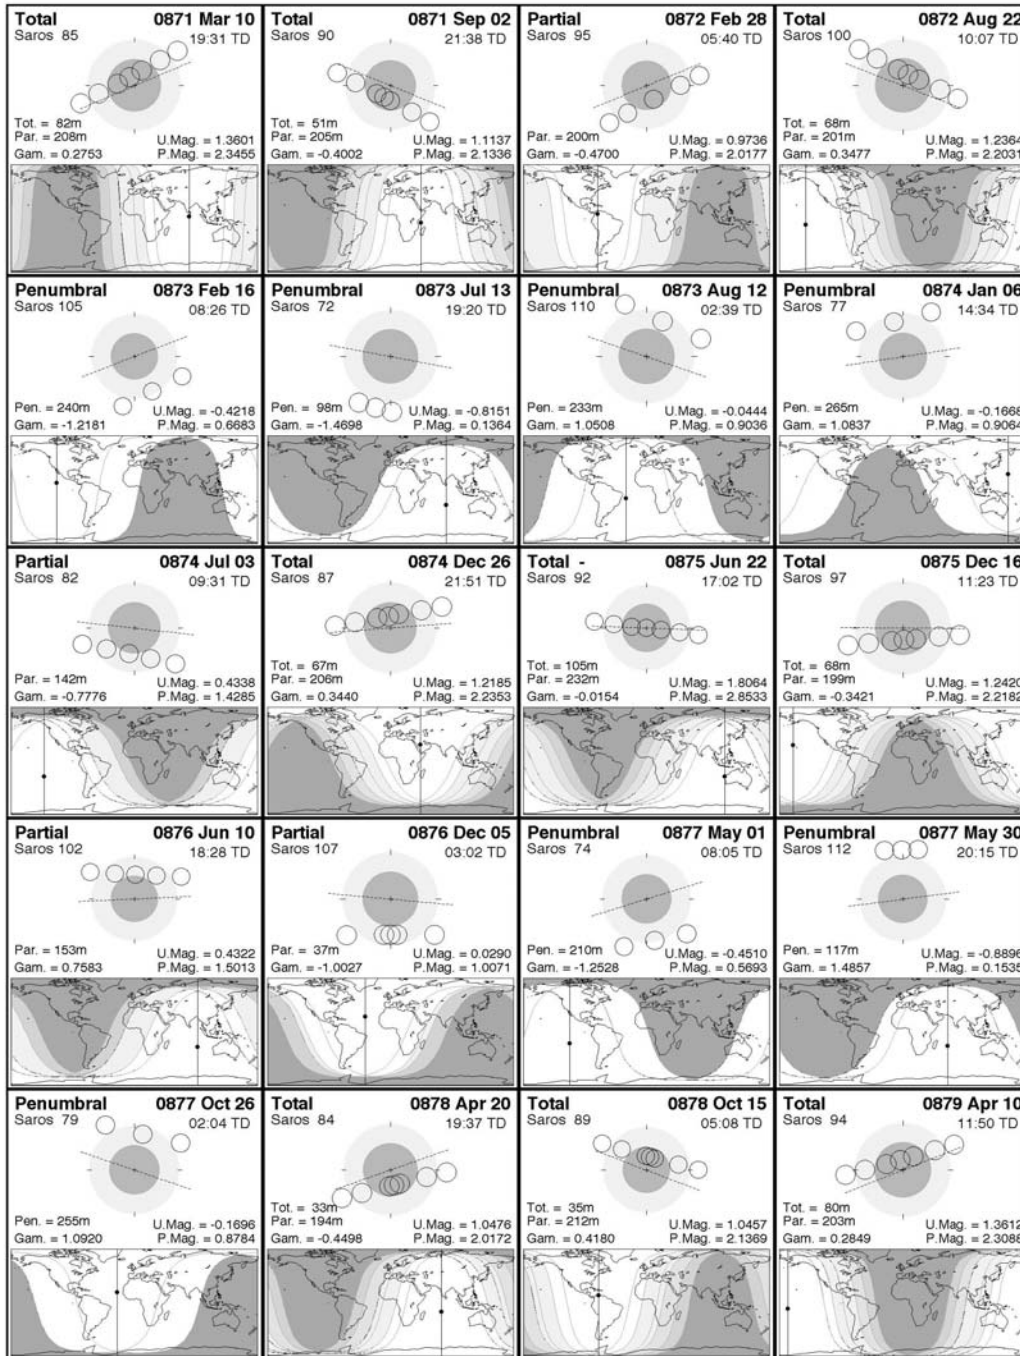 Total 0871 Mar 10
Saros 85 19:31 TD
Tot. = 82m
Par. = 208m U.Mag. = 1.3601
Gam. = 0.2753 P.Mag. = 2.3455
Total 0871 Sep 02
Saros 90 21:38 TD
Tot. = 51m
Par. = 205m U.Mag. = 1.1137
Gam. = -0.4002 P.Mag. = 2.1336
Partial 0872 Feb 28
Saros 95 05:40 TD
Par. = 200m U.Mag. = 0.9736
Gam. = -0.4700 P.Mag. = 2.0177
Total 0872 Aug 22
Saros 100 10:07 TD
Tot. = 68m
Par. = 201m U.Mag. = 1.2364
Gam. = 0.3477 P.Mag. = 2.2031
Penumbral 0873 Feb 16
Saros 105 08:26 TD
Pen. = 240m U.Mag. = -0.4218
Gam. = -1.2181 P.Mag. = 0.6683
Penumbral 0873 Jul 13
Saros 72 19:20 TD
Pen. = 98m U.Mag. = -0.8151
Gam. = -1.4698 P.Mag. = 0.1364
Penumbral 0873 Aug 12
Saros 110 02:39 TD
Pen. = 233m U.Mag. = -0.0444
Gam. = 1.0508 P.Mag. = 0.9036
Penumbral 0874 Jan 06
Saros 77 14:34 TD
Pen. = 265m U.Mag. = -0.1668
Gam. = 1.0837 P.Mag. = 0.9064
Partial 0874 Jul 03
Saros 82 09:31 TD
Par. = 142m U.Mag. = 0.4338
Gam. = -0.7776 P.Mag. = 1.4285
Total 0874 Dec 26
Saros 87 21:51 TD
Tot. = 67m
Par. = 206m U.Mag. = 1.2185
Gam. = 0.3440 P.Mag. = 2.2353
Total - 0875 Jun 22
Saros 92 17:02 TD
Tot. = 105m
Par. = 232m U.Mag. = 1.8064
Gam. = -0.0154 P.Mag. = 2.8533
Total 0875 Dec 16
Saros 97 11:23 TD
Tot. = 68m
Par. = 199m U.Mag. = 1.2420
Gam. = -0.3421 P.Mag. = 2.2182
Partial 0876 Jun 10
Saros 102 18:28 TD
Par. = 153m U.Mag. = 0.4322
Gam. = 0.7583 P.Mag. = 1.5013
Partial 0876 Dec 05
Saros 107 03:02 TD
Par. = 37m U.Mag. = 0.0290
Gam. = -1.0027 P.Mag. = 1.0071
Penumbral 0877 May 01
Saros 74 08:05 TD
Pen. = 210m U.Mag. = -0.4510
Gam. = -1.2528 P.Mag. = 0.5693
Penumbral 0877 May 30
Saros 112 20:15 TD
Pen. = 117m U.Mag. = -0.8896
Gam. = 1.4857 P.Mag. = 0.1535
Penumbral 0877 Oct 26
Saros 79 02:04 TD
Pen. = 255m U.Mag. = -0.1696
Gam. = 1.0920 P.Mag. = 0.8784
Total 0878 Apr 20
Saros 84 19:37 TD
Tot. = 33m
Par. = 194m U.Mag. = 1.0476
Gam. = -0.4498 P.Mag. = 2.0172
Total 0878 Oct 15
Saros 89 05:08 TD
Tot. = 35m
Par. = 212m U.Mag. = 1.0457
Gam. = 0.4180 P.Mag. = 2.1369
Total 0879 Apr 10
Saros 94 11:50 TD
Tot. = 80m
Par. = 203m U.Mag. = 1.3612
Gam. = 0.2849 P.Mag. = 2.3088